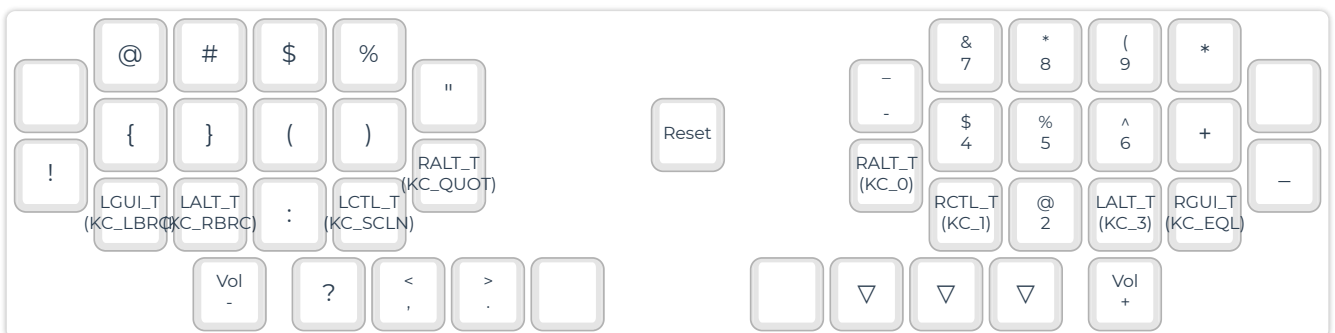 @ # $ % & 7 * 8 ( 9 *
" _ -
{ } ( ) Reset $ 4 % 5 ^ 6 +
! RALT_T (KC_QUOT) RALT_T (KC_0) _
LGUI_T (KC_LBRC) LALT_T (KC_RBRC) : LCTL_T (KC_SCLN) RCTL_T (KC_1) @ 2 LALT_T (KC_3) RGUI_T (KC_EQL)
Vol - ? < , > . ▽ ▽ ▽ Vol +